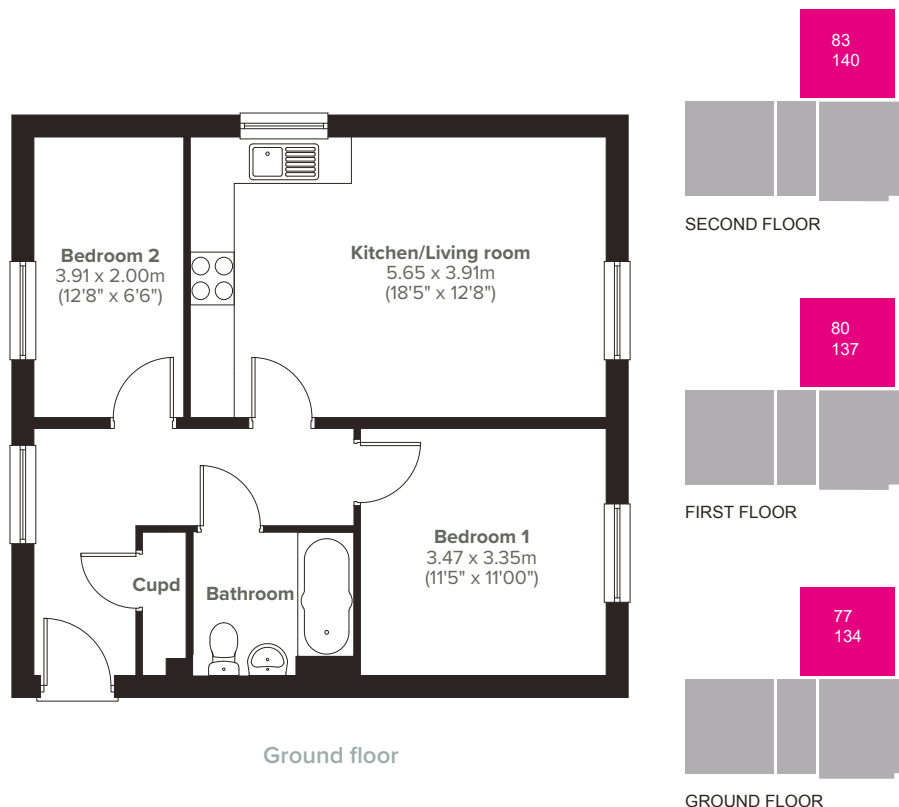 Bedroom 2
3.91 x 2.00m
(12'8" x 6'6")
Kitchen/Living room
5.65 x 3.91m
(18'5" x 12'8")
Bedroom 1
3.47 x 3.35m
(11'5" x 11'00")
Cupd
Bathroom
Ground floor
83
140
SECOND FLOOR
80
137
FIRST FLOOR
77
134
GROUND FLOOR